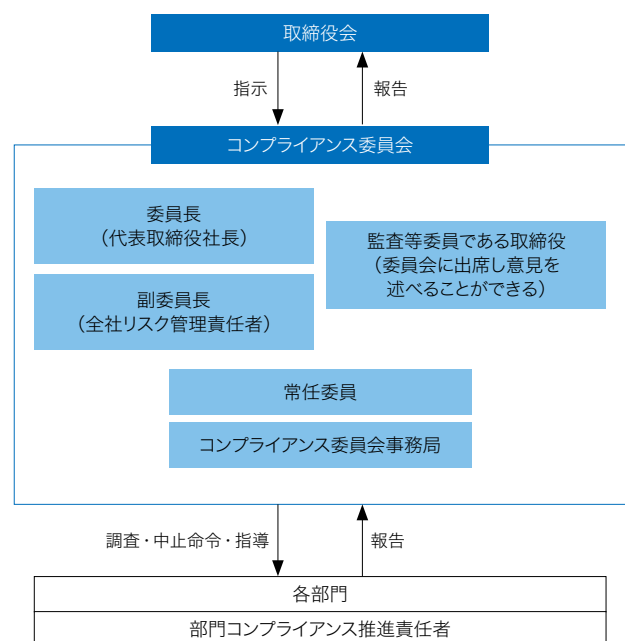 取締役会
指示
報告
コンプライアンス委員会
委員長
（代表取締役社長）
監査等委員である取締役
（委員会に出席し意見を
述べることができる）
副委員長
（全社リスク管理責任者）
常任委員
コンプライアンス委員会事務局
調査・中止命令・指導
報告
各部門
部門コンプライアンス推進責任者